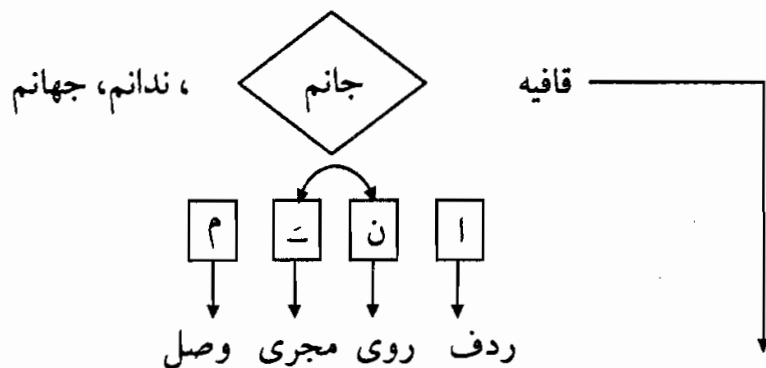 قافیه جانم ، ندانم، جهانم
ا ن ـَ م
ردف روی مجری وصل